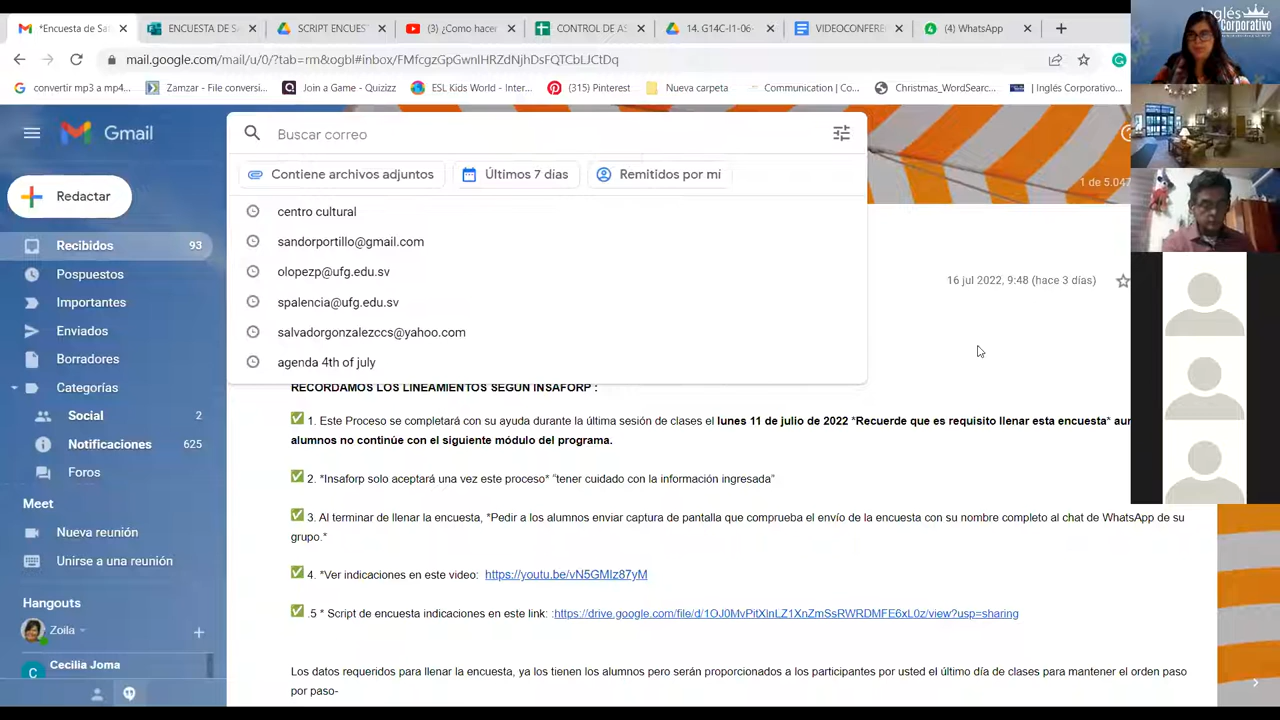 *Encuesta de Sa
ENCUESTA DE SA
SCRIPT ENCUES
(3) ¿Como hace
CONTROL DE AS
14. G14C-I1-06-
VIDEOCONFERE
(4) WhatsApp
Inglés
Corporativo
convertir mp3 a mp4...
Zamzar - File conversi...
Join a Game - Quizizz
ESL Kids World - Inter...
(315) Pinterest
Nueva carpeta
Communication | Co...
Christmas_WordSearc...
| Inglés Corporativo...
Gmail
Buscar correo
Contiene archivos adjuntos
Últimos 7 días
Remitidos por mí
1 de 5.047
Redactar
centro cultural
Recibidos 93
sandorportillo@gmail.com
Pospuestos
olopezp@ufg.edu.sv
16 jul 2022, 9:48 (hace 3 días)
Importantes
spalencia@ufg.edu.sv
Enviados
salvadorgonzalezccs@yahoo.com
Borradores
agenda 4th of july
Categorías
RECORDAMOS LOS LINEAMIENTOS SEGÚN INSAFORP :
Social 2
1. Este Proceso se completará con su ayuda durante la última sesión de clases el lunes 11 de julio de 2022 *Recuerde que es requisito llenar esta encuesta* aun
alumnos no continúe con el siguiente módulo del programa.
Notificaciones 625
Foros
2. *Insaforp solo aceptará una vez este proceso* "tener cuidado con la información ingresada"
Meet
3. Al terminar de llenar la encuesta, *Pedir a los alumnos enviar captura de pantalla que comprueba el envío de la encuesta con su nombre completo al chat de WhatsApp de su
grupo.*
Nueva reunión
Unirse a una reunión
4. *Ver indicaciones en este video: https://youtu.be/vN5GMlz87yM
Hangouts
.5 * Script de encuesta indicaciones en este link: :https://drive.google.com/file/d/1OJ0MvPitXlnLZ1XnZmSsRWRDMFE6xL0z/view?usp=sharing
Zoila
Cecilia Joma
Los datos requeridos para llenar la encuesta, ya los tienen los alumnos pero serán proporcionados a los participantes por usted el último día de clases para mantener el orden paso
por paso-